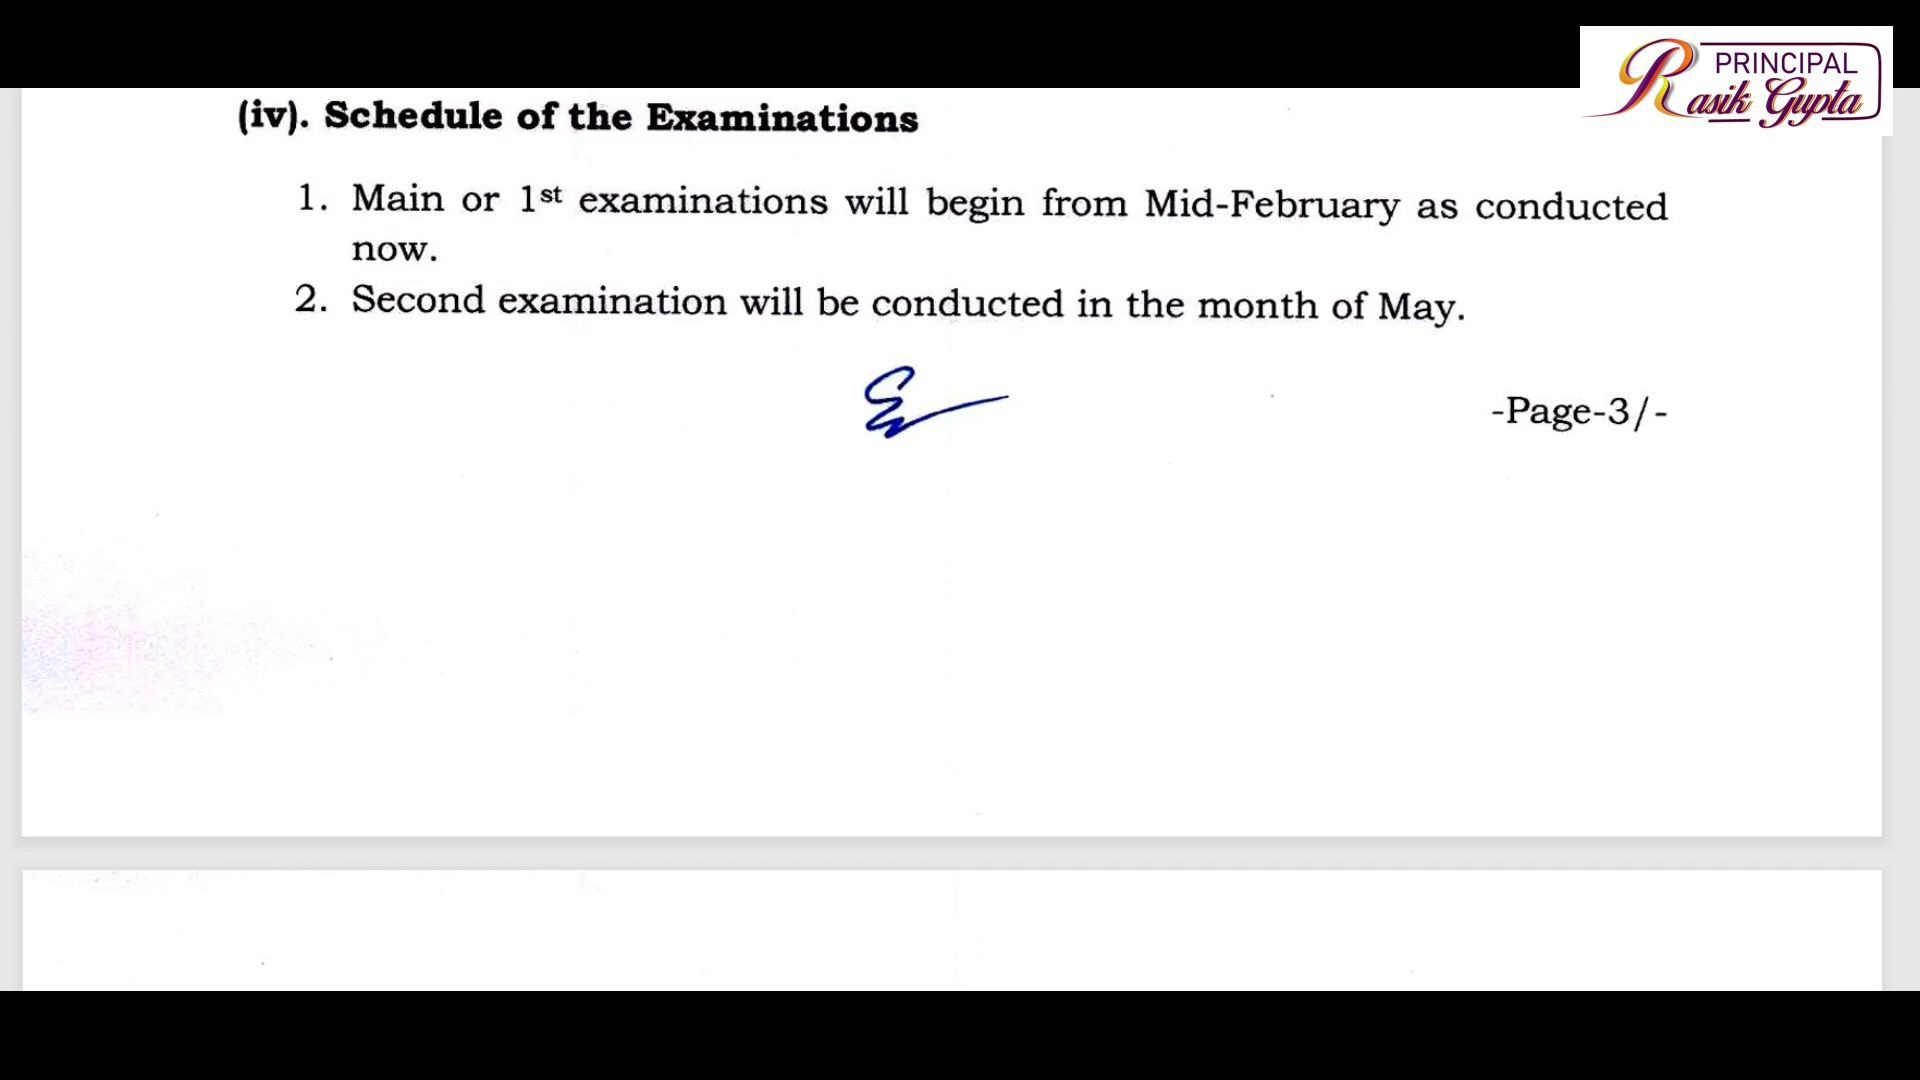 PRINCIPAL
Rasik Gupta
(iv). Schedule of the Examinations
1. Main or 1st examinations will begin from Mid-February as conducted
now.
2. Second examination will be conducted in the month of May.
-Page-3/-